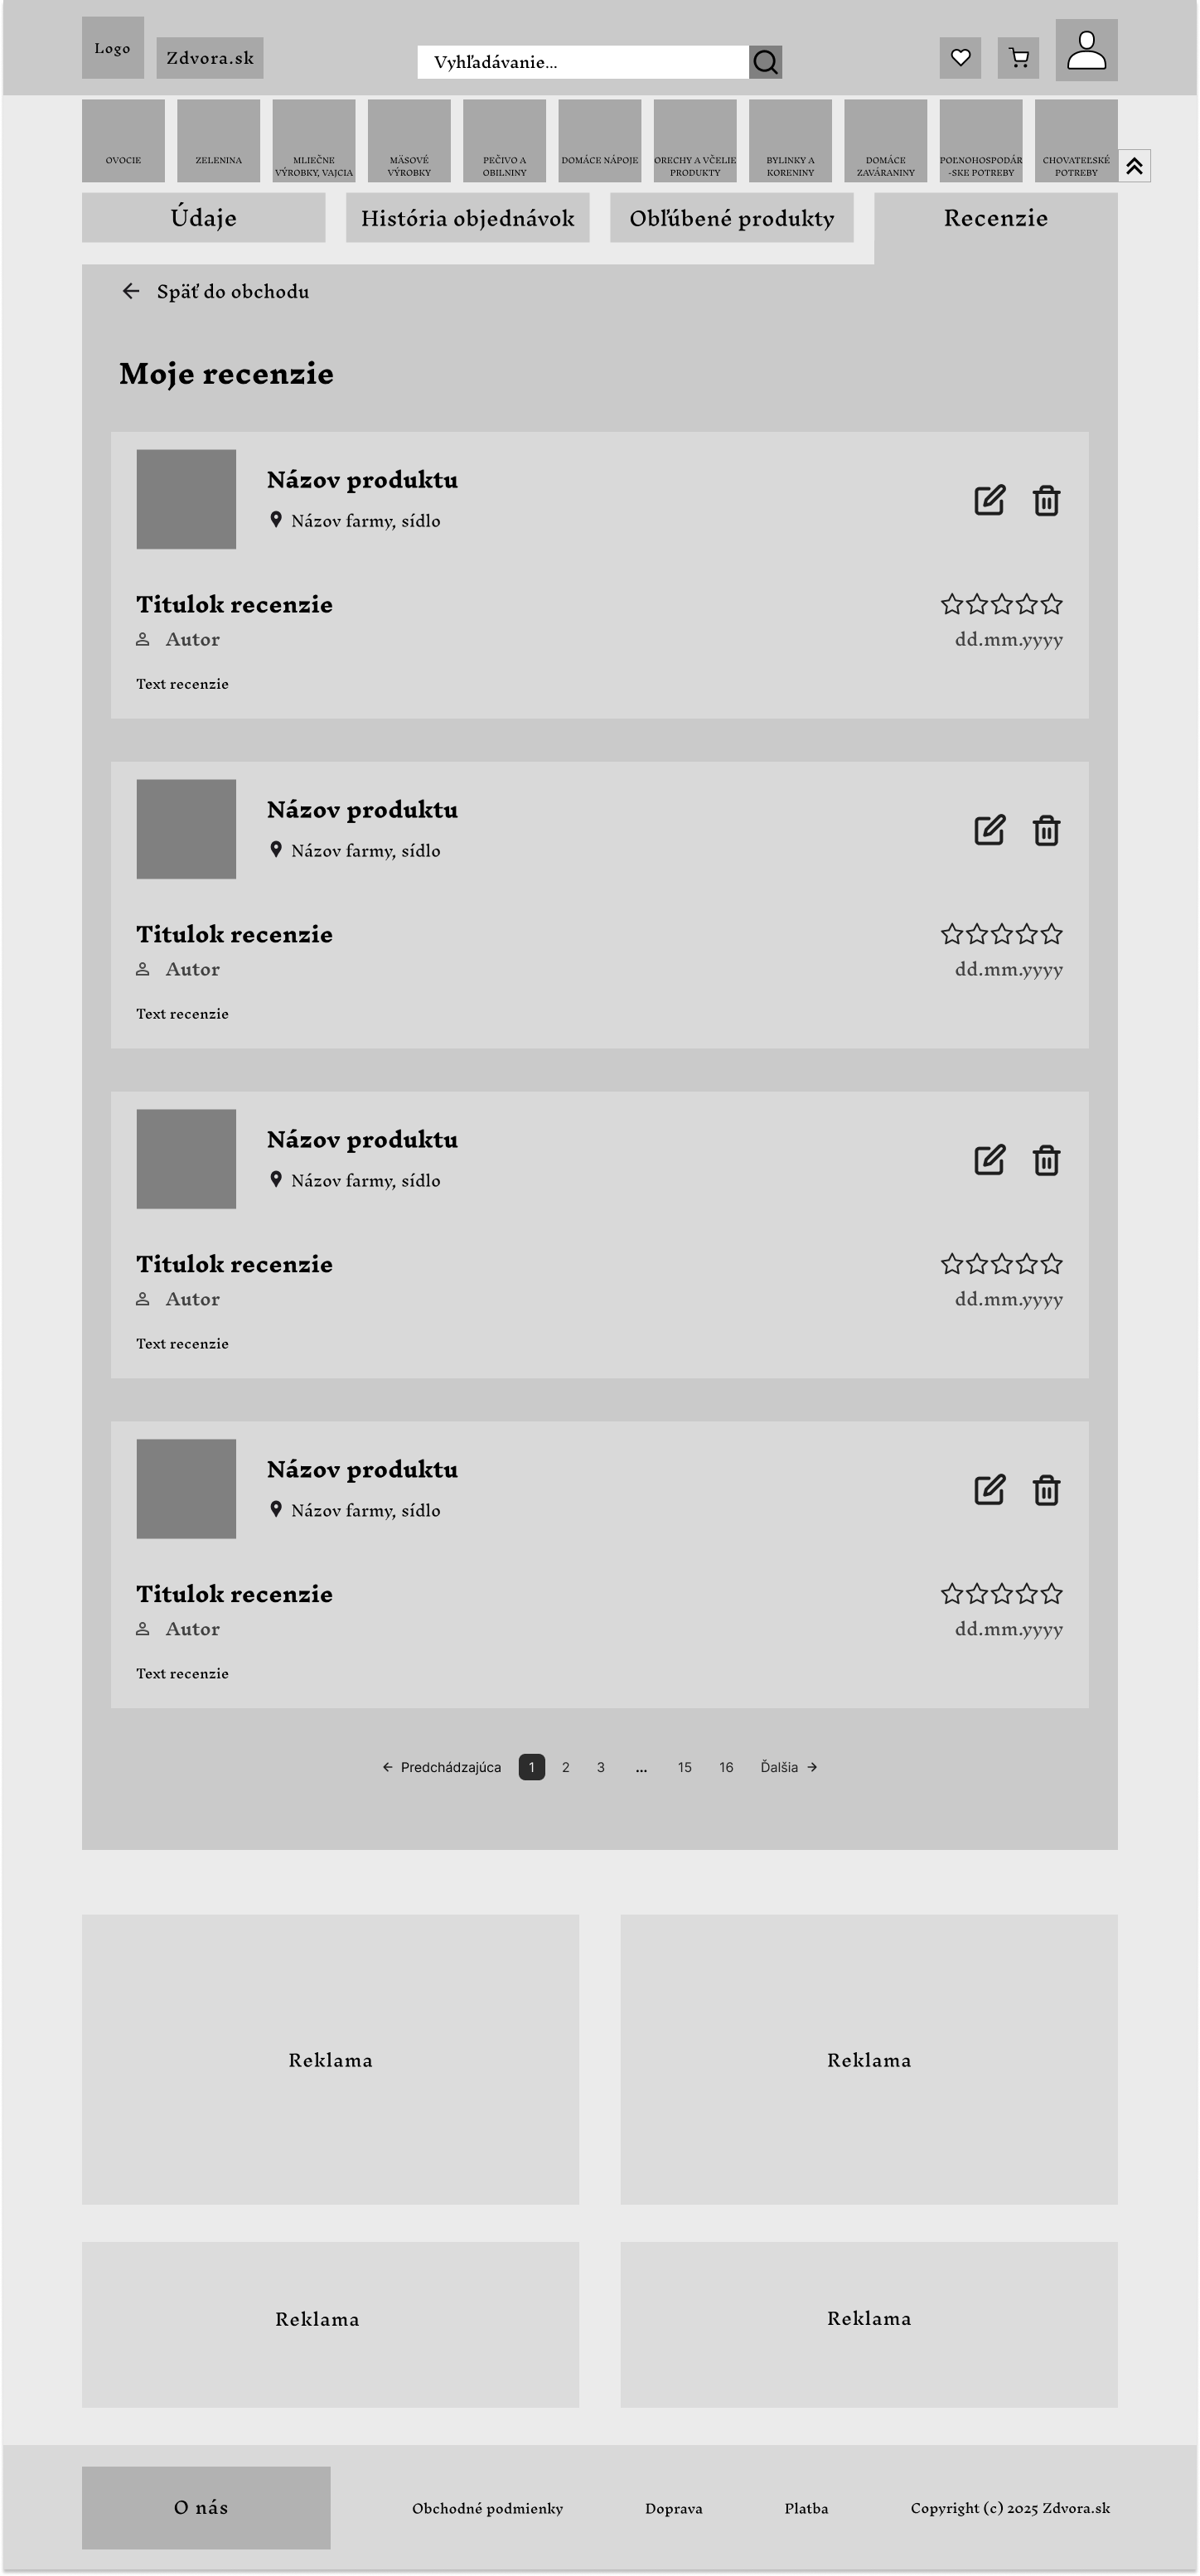 Logo
Zdvora.sk
Vyhľadávanie...
OVOCIE
ZELENINA
MLIEČNE
VÝROBKY, VAJCIA
MÄSOVÉ
VÝROBKY
PEČIVO A
OBILNINY
DOMÁCE NÁPOJE
ORECHY A VČELIE
PRODUKTY
BYLINKY A
KORENINY
DOMÁCE
ZAVÁRANINY
POĽNOHOSPODÁR
-SKE POTREBY
CHOVATEĽSKÉ
POTREBY
Údaje
História objednávok
Obľúbené produkty
Recenzie
Späť do obchodu
Moje recenzie
Názov produktu
Názov farmy, sídlo
Titulok recenzie
Autor
dd.mm.yyyy
Text recenzie
Názov produktu
Názov farmy, sídlo
Titulok recenzie
Autor
dd.mm.yyyy
Text recenzie
Názov produktu
Názov farmy, sídlo
Titulok recenzie
Autor
dd.mm.yyyy
Text recenzie
Názov produktu
Názov farmy, sídlo
Titulok recenzie
Autor
dd.mm.yyyy
Text recenzie
Predchádzajúca 1 2 3 ... 15 16 Ďalšia
Reklama
Reklama
Reklama
Reklama
O nás
Obchodné podmienky
Doprava
Platba
Copyright (c) 2025 Zdvora.sk